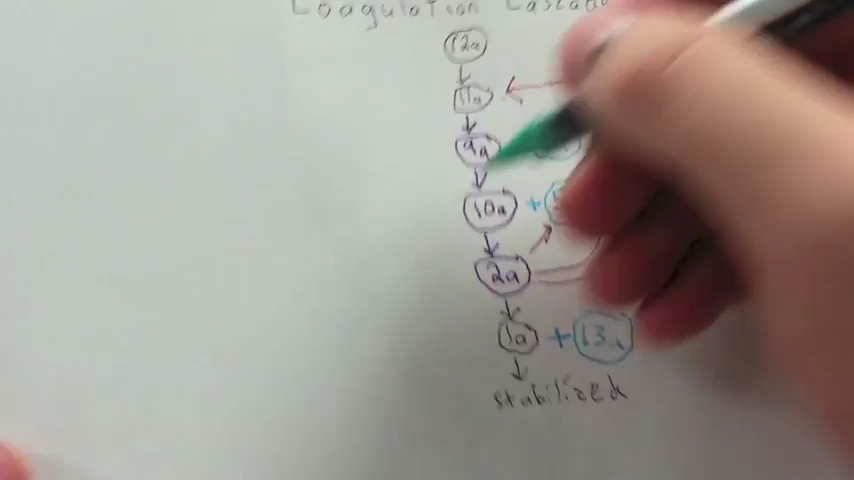 Coagulation Cascade
12a
11a
9a
10a +
2a
1a + 13a
stabilized